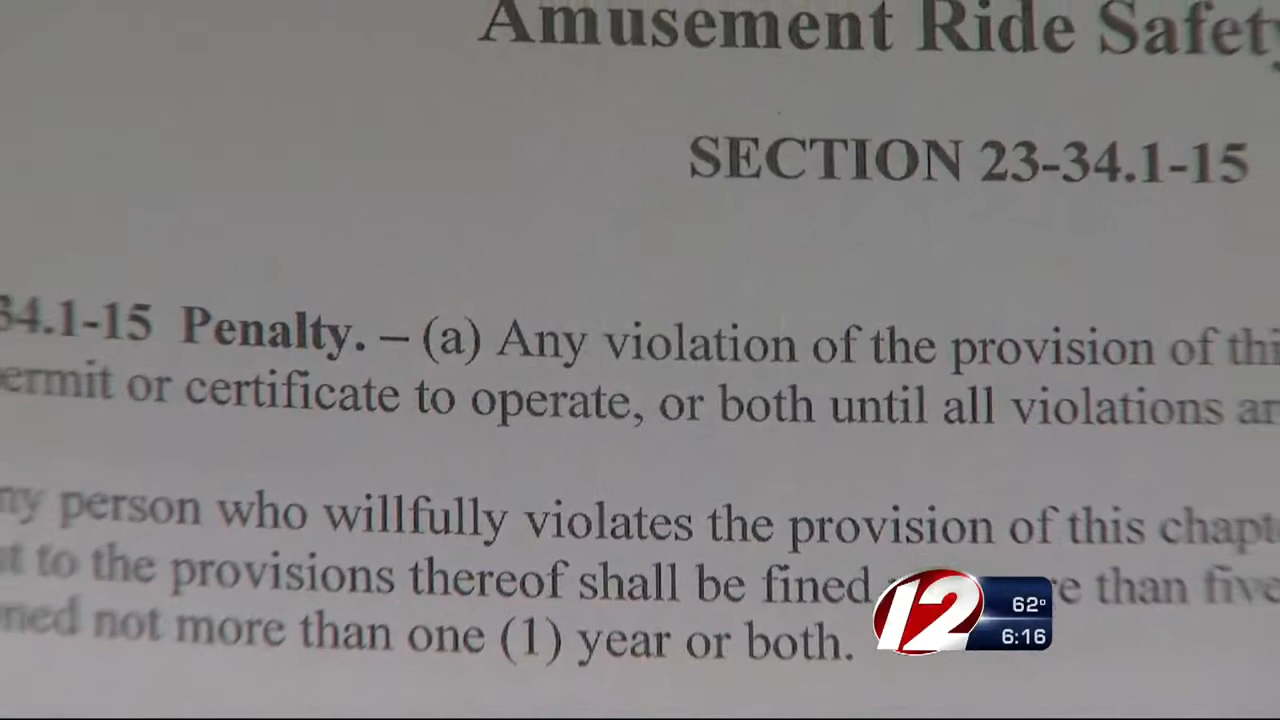 Amusement Ride Safety
SECTION 23-34.1-15
34.1-15 Penalty. – (a) Any violation of the provision of thi
ermit or certificate to operate, or both until all violations ar
ny person who willfully violates the provision of this chapt
t to the provisions thereof shall be fined e than five
ned not more than one (1) year or both.
12
62°
6:16